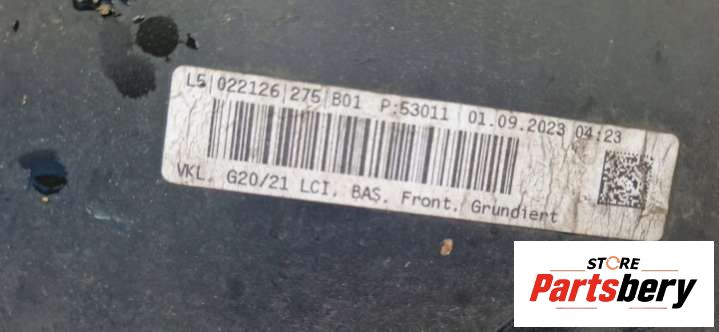 L5|022126|275|B01 P:53011 01.09.2023 04:23
VKL. G20/21 LCI. BAS. Front. Grundiert
STORE
Partsbery